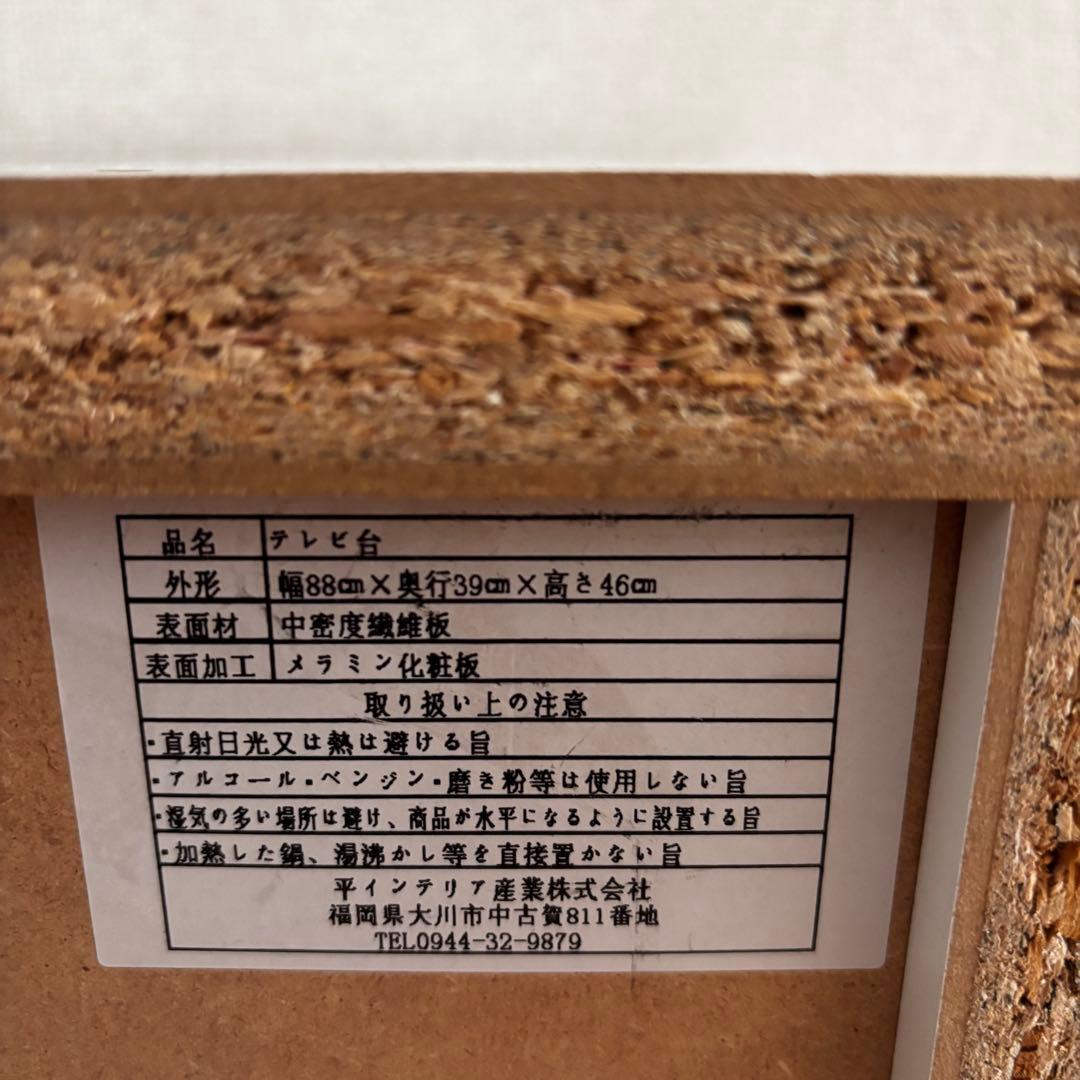 品名 テレビ台
外形 幅88㎝×奥行39㎝×高さ46㎝
表面材 中密度繊維板
表面加工 メラミン化粧板
取り扱い上の注意
・直射日光又は熱は避ける旨
・アルコール・ベンジン・磨き粉等は使用しない旨
・湿気の多い場所は避け、商品が水平になるように設置する旨
・加熱した鍋、湯沸かし等を直接置かない旨
平インテリア産業株式会社
福岡県大川市中古賀811番地
TEL0944-32-9879